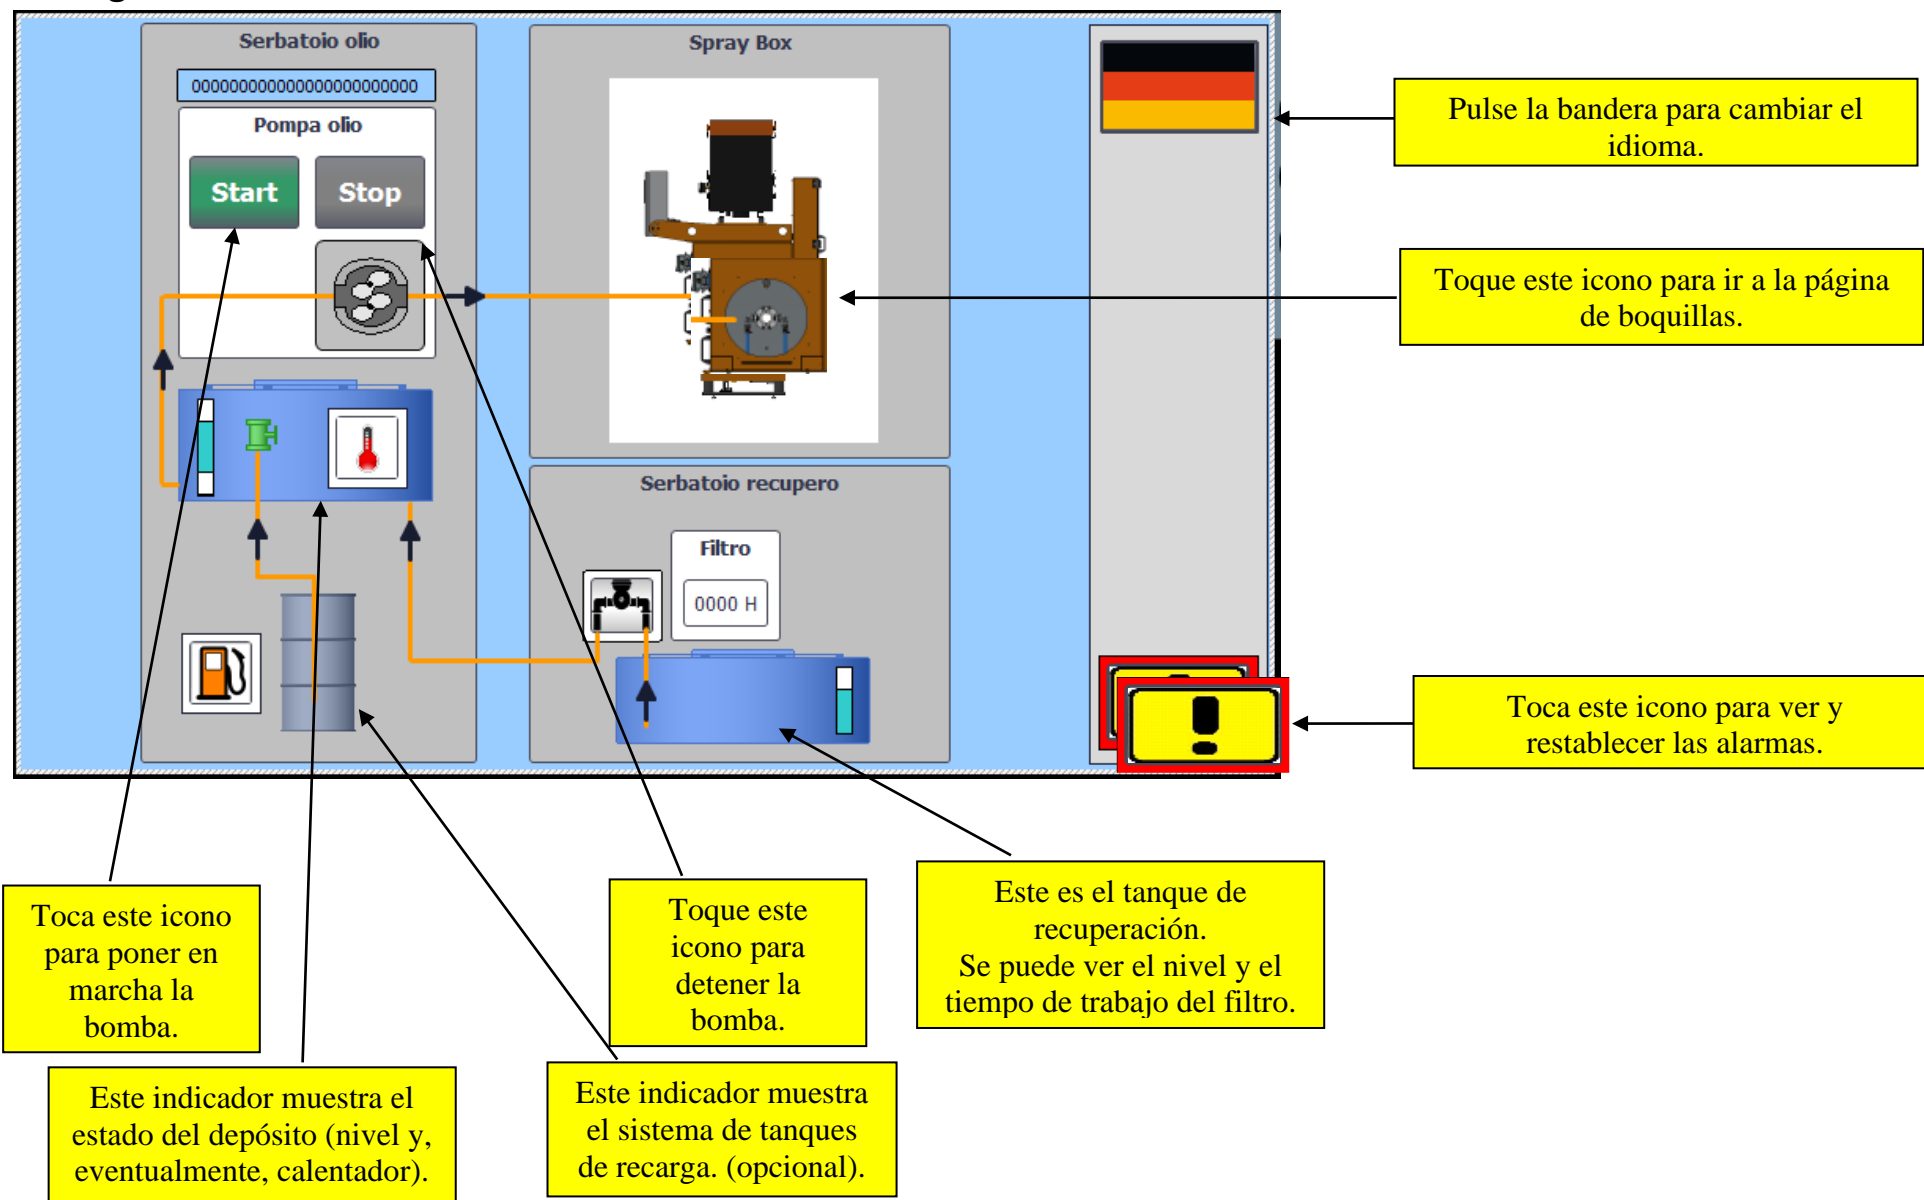 Serbatoio olio
0000000000000000000000000
Pompa olio
Start
Stop
Spray Box
Serbatoio recupero
Filtro
0000 H
Pulse la bandera para cambiar el
idioma.
Toque este icono para ir a la página
de boquillas.
Toca este icono para ver y
restablecer las alarmas.
Toca este icono
para poner en
marcha la
bomba.
Toque este
icono para
detener la
bomba.
Este es el tanque de
recuperación.
Se puede ver el nivel y el
tiempo de trabajo del filtro.
Este indicador muestra el
estado del depósito (nivel y,
eventualmente, calentador).
Este indicador muestra
el sistema de tanques
de recarga. (opcional).